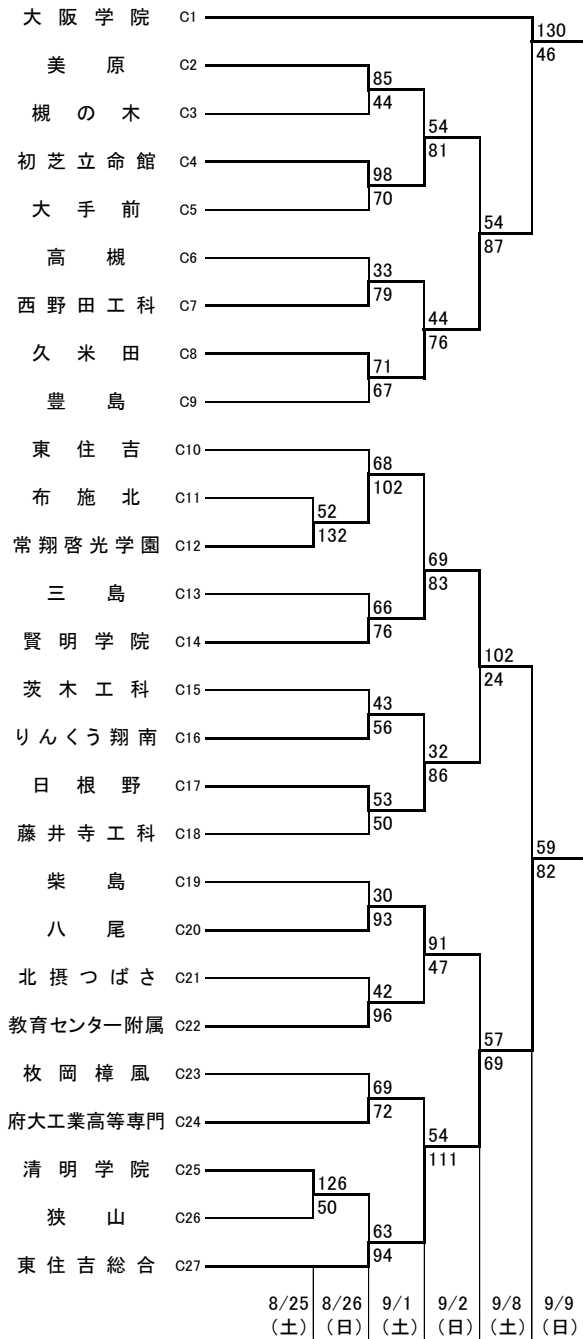 大阪学院 C1
130
46
美原 C2
85
44
槻の木 C3
54
81
初芝立命館 C4
98
70
大手前 C5
54
87
高槻 C6
33
79
西野田工科 C7
44
76
久米田 C8
71
67
豊島 C9
東住吉 C10
68
102
布施北 C11
52
132
常翔啓光学園 C12
69
83
三島 C13
66
76
賢明学院 C14
102
24
茨木工科 C15
43
56
りんくう翔南 C16
32
86
日根野 C17
53
50
藤井寺工科 C18
59
82
柴島 C19
30
93
八尾 C20
91
47
北摂つばさ C21
42
96
教育センター附属 C22
57
69
枚岡樟風 C23
69
72
府大工業高等専門 C24
54
111
清明学院 C25
126
50
狭山 C26
63
94
東住吉総合 C27
8/25 8/26 9/1 9/2 9/8 9/9
(土) (日) (土) (日) (土) (日)